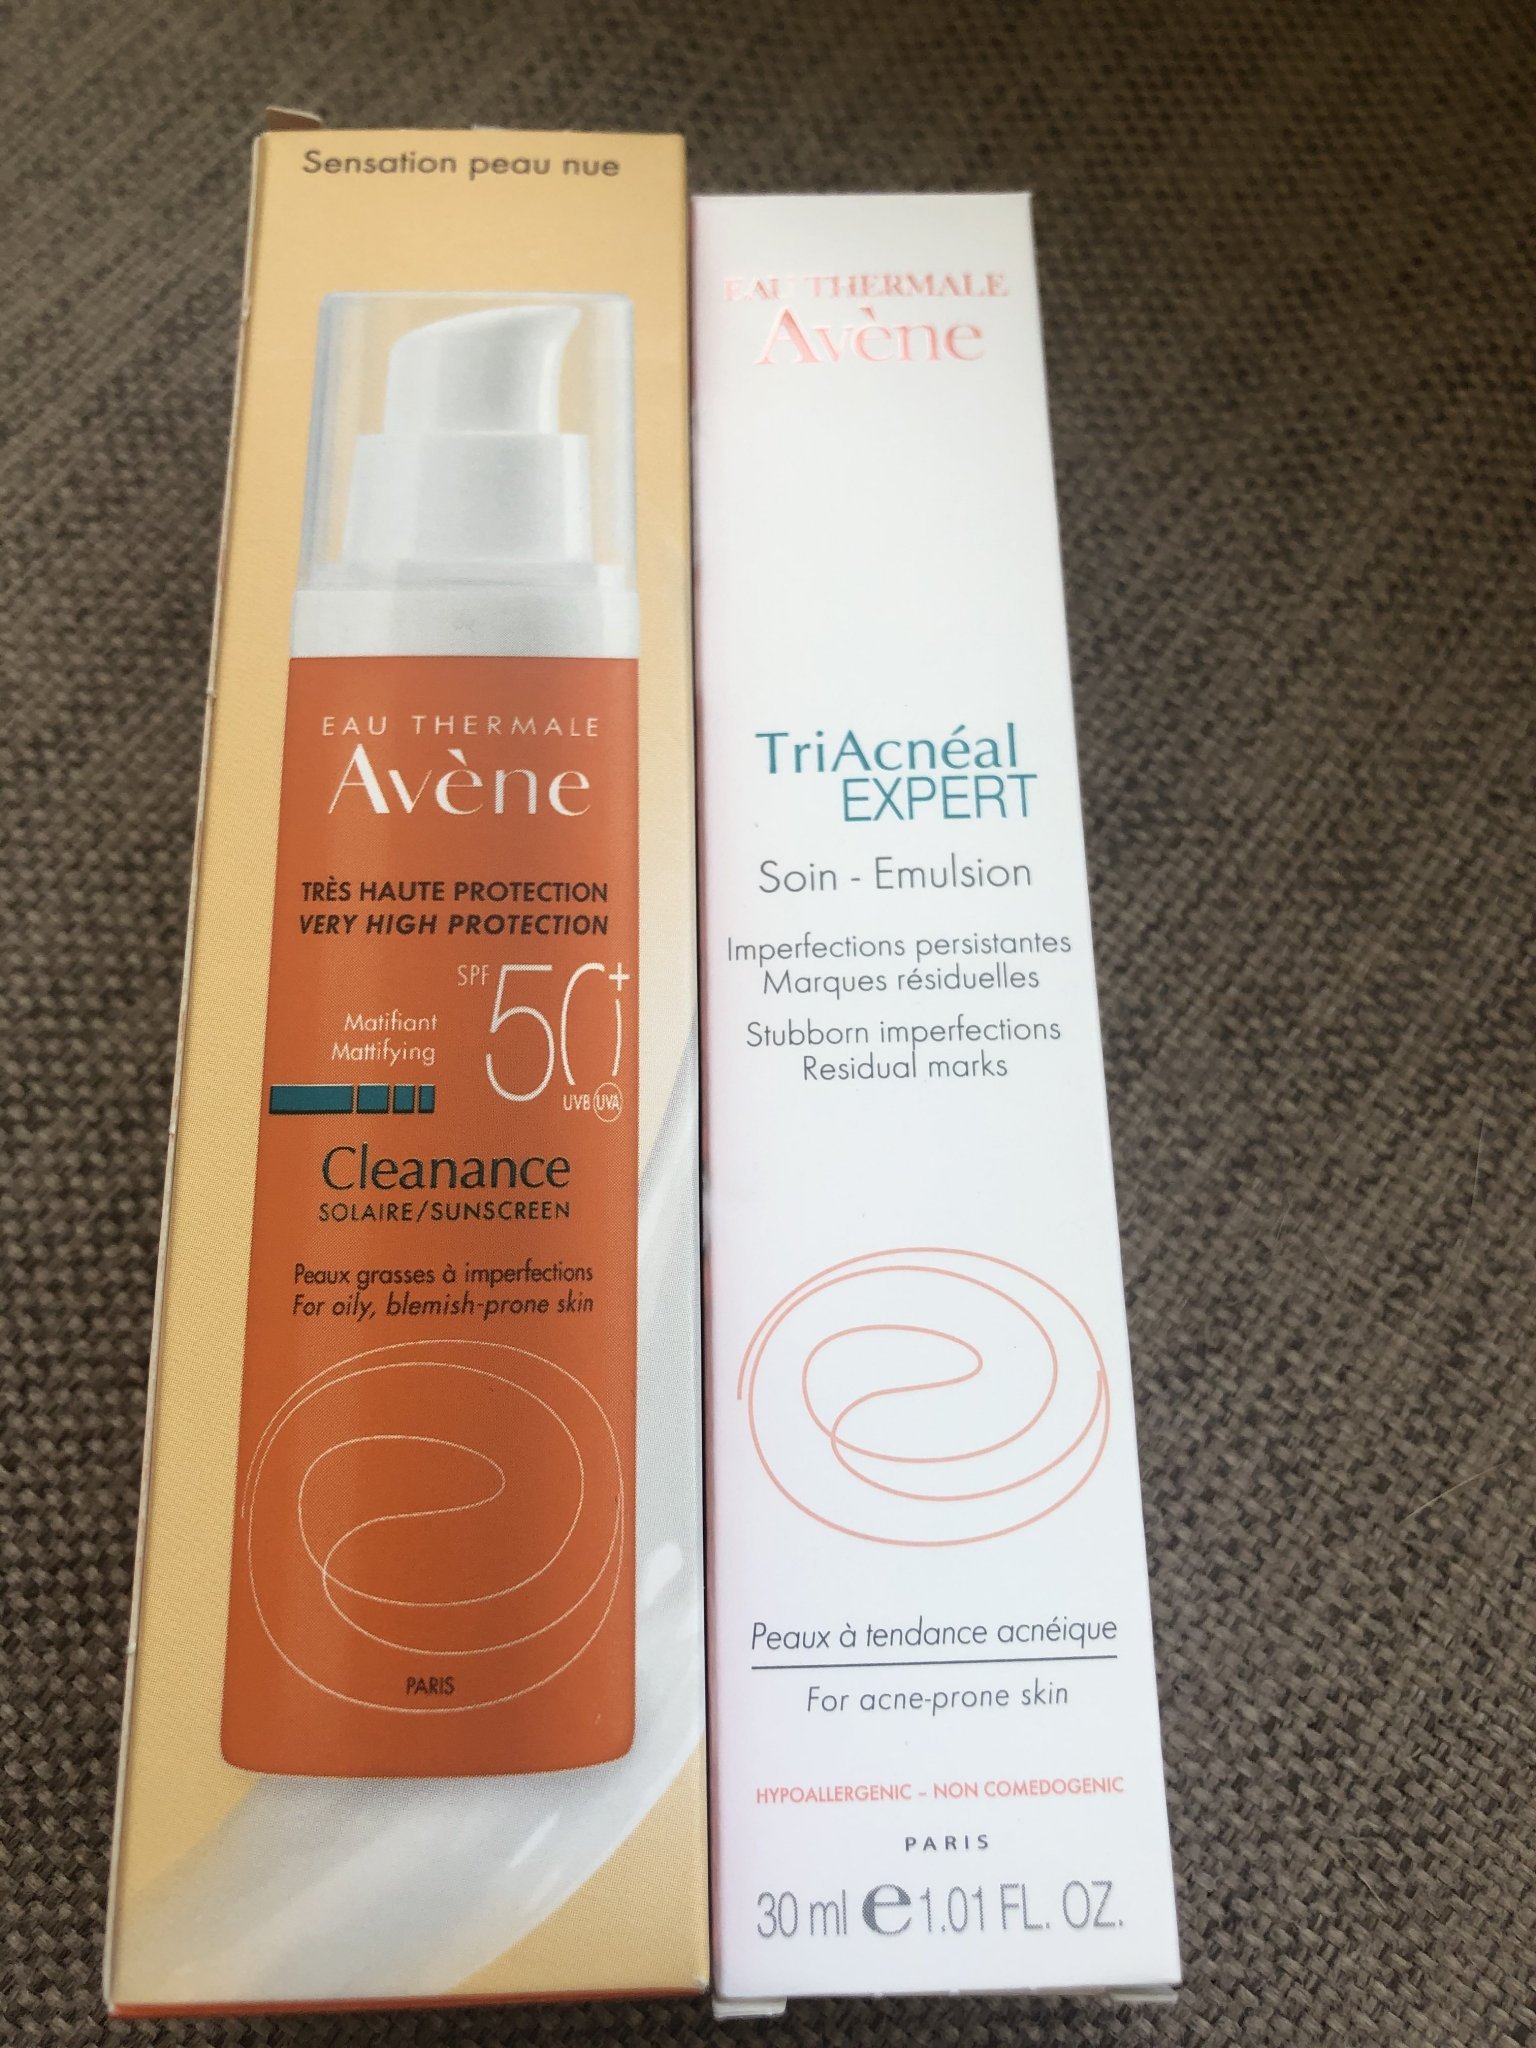 Sensation peau nue
EAU THERMALE
Avène
TRÈS HAUTE PROTECTION
VERY HIGH PROTECTION
SPF 50+
Matifiant
Mattifying
UVB UVA
Cleanance
SOLAIRE/SUNSCREEN
Peaux grasses à imperfections
For oily, blemish-prone skin
PARIS
EAU THERMALE
Avène
TriAcnéal
EXPERT
Soin - Emulsion
Imperfections persistantes
Marques résiduelles
Stubborn imperfections
Residual marks
Peaux à tendance acnéique
For acne-prone skin
HYPOALLERGENIC - NON COMEDOGENIC
PARIS
30 ml e 1.01 FL. OZ.